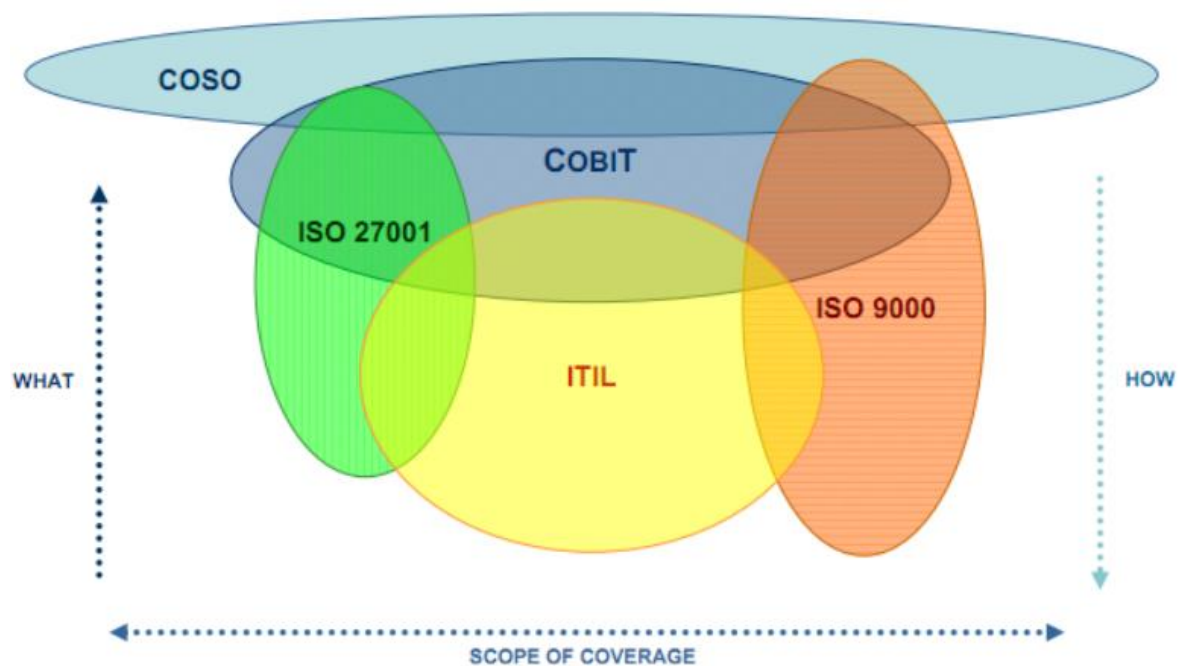 COSO
COBIT
ISO 27001
ISO 9000
ITIL
WHAT
HOW
SCOPE OF COVERAGE